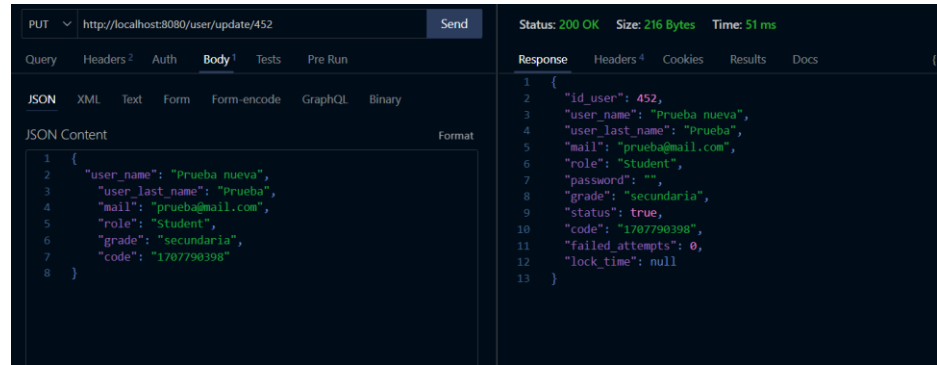 PUT http://localhost:8080/user/update/452 Send
Query Headers 2 Auth Body 1 Tests Pre Run
JSON XML Text Form Form-encode GraphQL Binary
JSON Content Format
1 {
2 "user_name": "Prueba nueva",
3 "user_last_name": "Prueba",
4 "mail": "prueba@mail.com",
5 "role": "Student",
6 "grade": "secundaria",
7 "code": "1707790398"
8 }
Status: 200 OK Size: 216 Bytes Time: 51 ms
Response Headers 4 Cookies Results Docs {
1 {
2 "id_user": 452,
3 "user_name": "Prueba nueva",
4 "user_last_name": "Prueba",
5 "mail": "prueba@mail.com",
6 "role": "Student",
7 "password": "",
8 "grade": "secundaria",
9 "status": true,
10 "code": "1707790398",
11 "failed_attempts": 0,
12 "lock_time": null
13 }